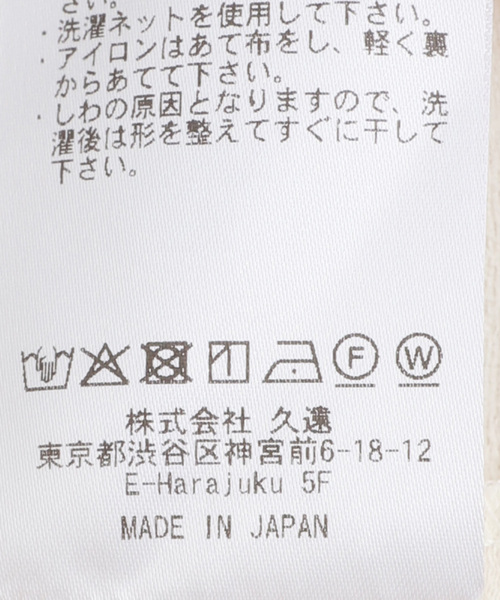 さい。
・洗濯ネットを使用して下さい。
・アイロンはあて布をし、軽く裏
からあてて下さい。
・しわの原因となりますので、洗
濯後は形を整えてすぐに干して
下さい。
F W
株式会社 久遠
東京都渋谷区神宮前6-18-12
E-Harajuku 5F
MADE IN JAPAN